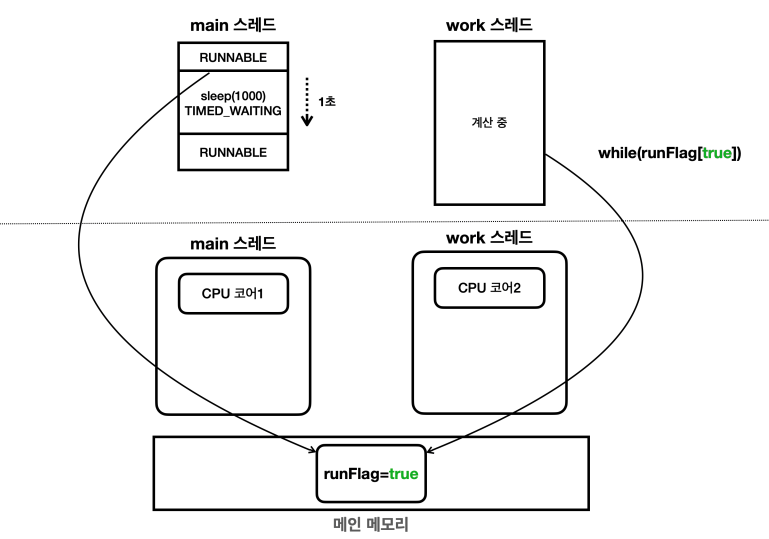 main 스레드
work 스레드
RUNNABLE
sleep(1000)
TIMED_WAITING
1초
RUNNABLE
계산 중
while(runFlag[true])
main 스레드
work 스레드
CPU 코어1
CPU 코어2
runFlag=true
메인 메모리